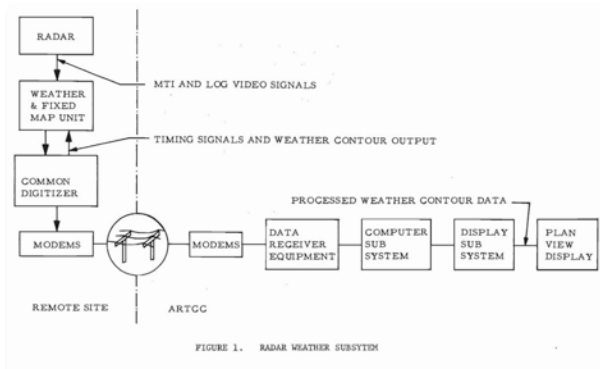 RADAR
MTI AND LOG VIDEO SIGNALS
WEATHER
& FIXED
MAP UNIT
TIMING SIGNALS AND WEATHER CONTOUR OUTPUT
COMMON
DIGITIZER
PROCESSED WEATHER CONTOUR DATA
MODEMS
MODEMS
DATA
RECEIVER
EQUIPMENT
COMPUTER
SUB
SYSTEM
DISPLAY
SUB
SYSTEM
PLAN
VIEW
DISPLAY
REMOTE SITE
ARTCC
FIGURE 1. RADAR WEATHER SUBSYTEM